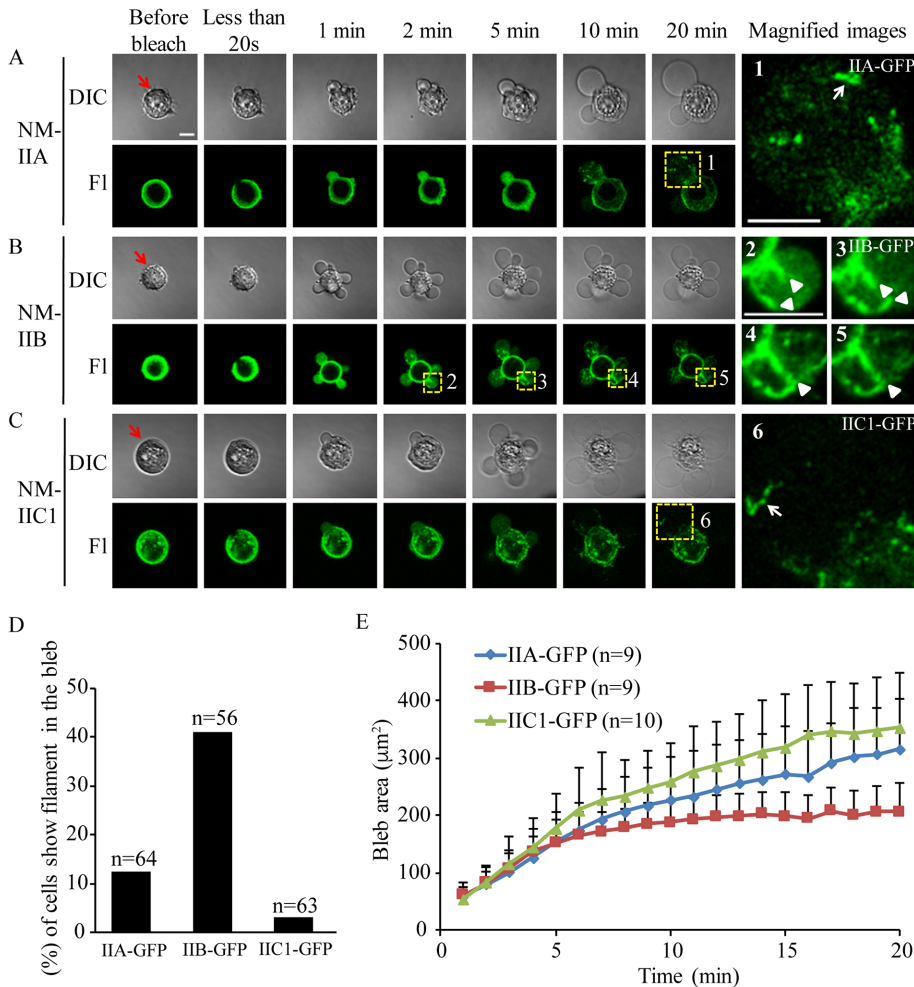 Before bleach
Less than 20s
1 min
2 min
5 min
10 min
20 min
Magnified images
A
NM-IIA
DIC
Fl
1
1
IIA-GFP
B
NM-IIB
DIC
Fl
2
3
4
5
2
3
IIB-GFP
4
5
C
NM-IIC1
DIC
Fl
6
6
IIC1-GFP
D
(%) of cells show filament in the bleb
50
40
30
20
10
0
n=64
n=56
n=63
IIA-GFP
IIB-GFP
IIC1-GFP
E
Bleb area (μm²)
500
400
300
200
100
0
IIA-GFP (n=9)
IIB-GFP (n=9)
IIC1-GFP (n=10)
0
5
10
15
20
Time (min)